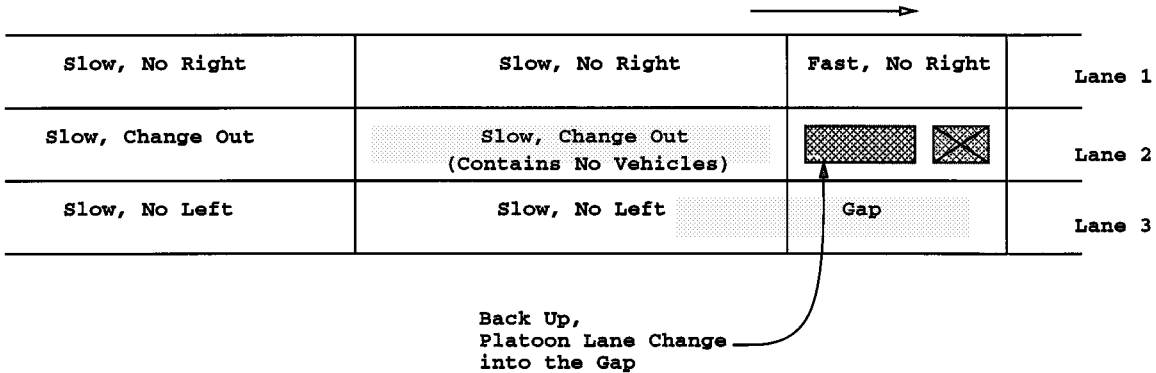 Slow, No Right Slow, No Right Fast, No Right Lane 1
Slow, Change Out Slow, Change Out Lane 2
(Contains No Vehicles)
Slow, No Left Slow, No Left Gap Lane 3
Back Up,
Platoon Lane Change
into the Gap